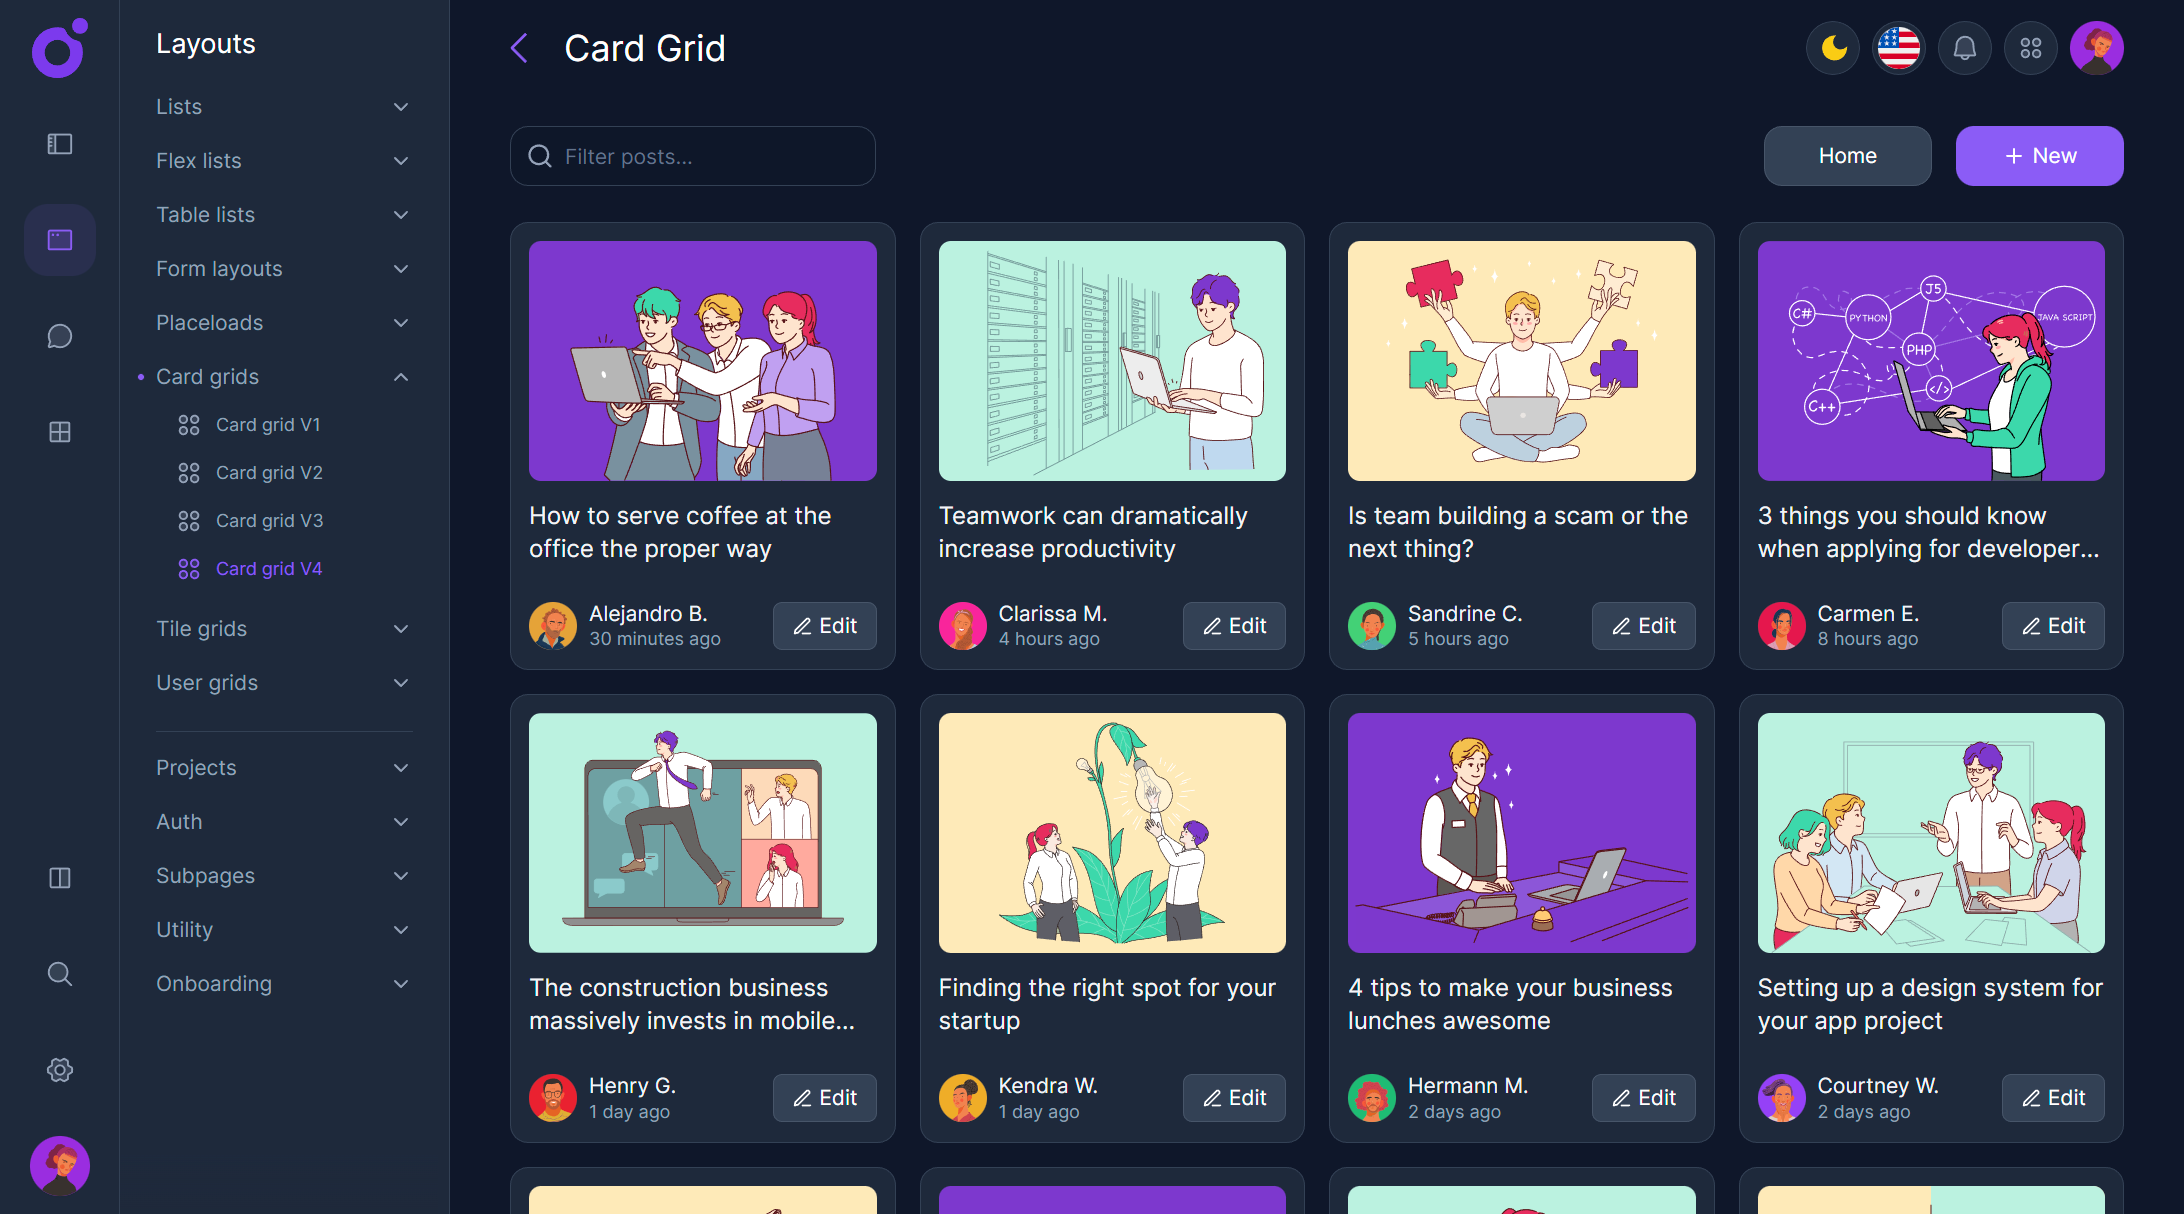 Layouts
Lists
Flex lists
Table lists
Form layouts
Placeloads
Card grids
Card grid V1
Card grid V2
Card grid V3
Card grid V4
Tile grids
User grids
Projects
Auth
Subpages
Utility
Onboarding
Card Grid
Filter posts...
Home
+ New
C#
PYTHON
J5
JAVA SCRIPT
PHP
</>
C++
How to serve coffee at the
office the proper way
Alejandro B.
30 minutes ago
Edit
Teamwork can dramatically
increase productivity
Clarissa M.
4 hours ago
Edit
Is team building a scam or the
next thing?
Sandrine C.
5 hours ago
Edit
3 things you should know
when applying for developer...
Carmen E.
8 hours ago
Edit
The construction business
massively invests in mobile...
Henry G.
1 day ago
Edit
Finding the right spot for your
startup
Kendra W.
1 day ago
Edit
4 tips to make your business
lunches awesome
Hermann M.
2 days ago
Edit
Setting up a design system for
your app project
Courtney W.
2 days ago
Edit